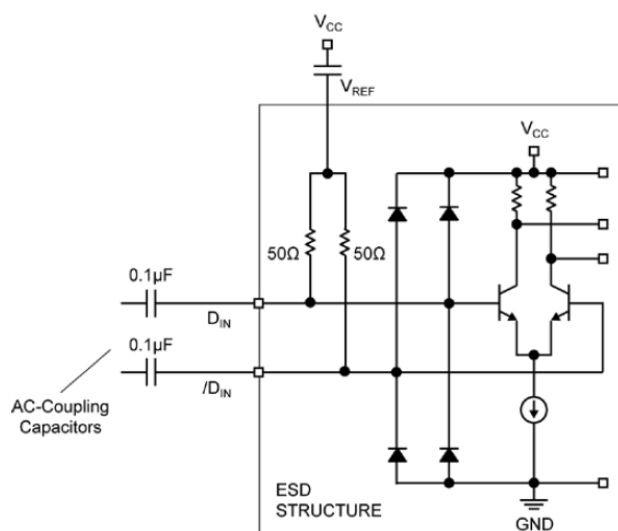 VCC
VREF
VCC
50Ω
50Ω
0.1µF
DIN
0.1µF
/DIN
AC-Coupling
Capacitors
ESD
STRUCTURE
GND